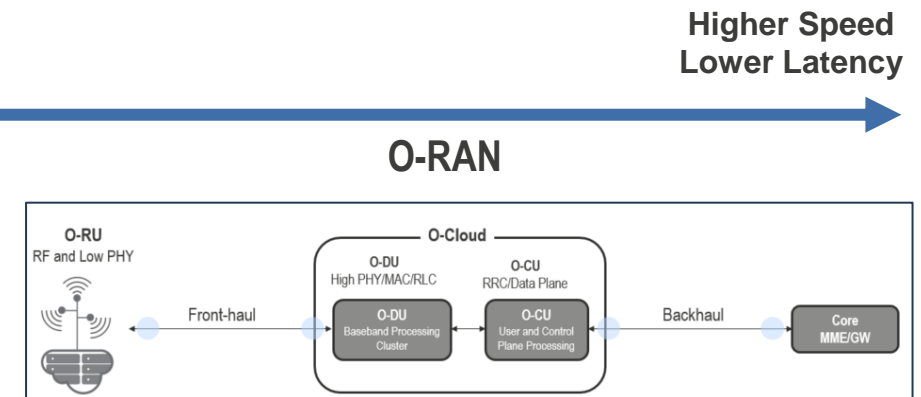 Higher Speed
Lower Latency
O-RAN
O-RU
RF and Low PHY
O-Cloud
O-DU
High PHY/MAC/RLC
O-CU
RRC/Data Plane
Front-haul
O-DU
Baseband Processing
Cluster
O-CU
User and Control
Plane Processing
Backhaul
Core
MME/GW